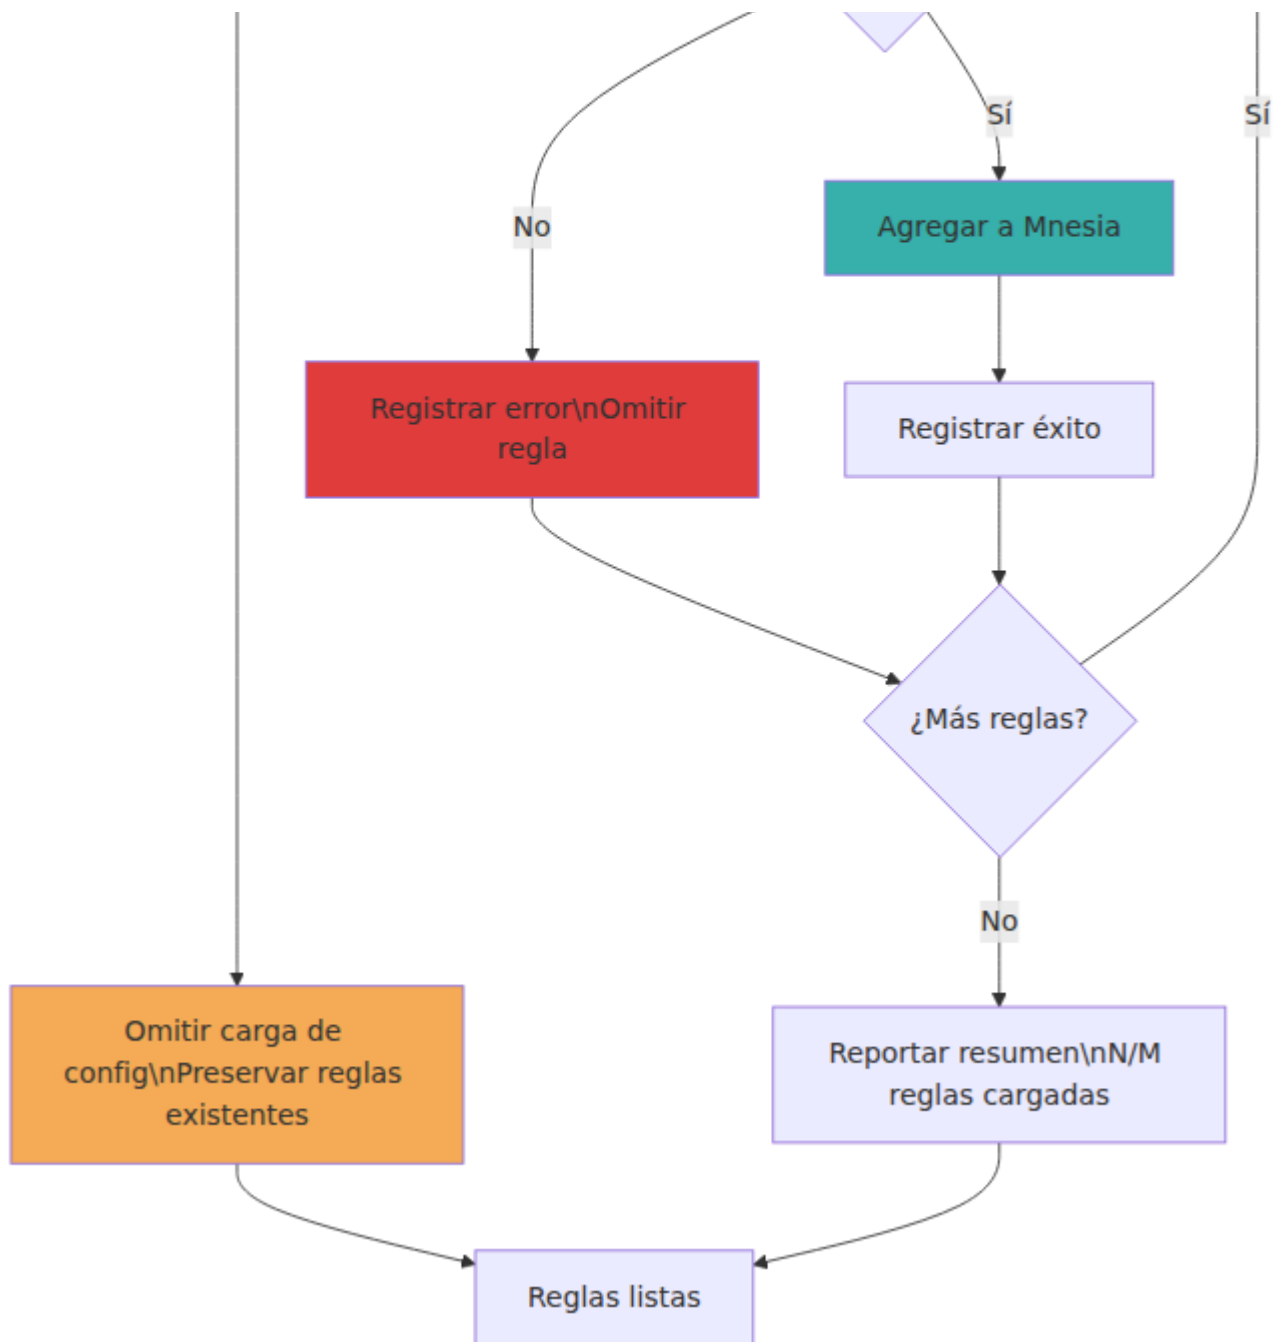 Sí
Sí
No
Agregar a Mnesia
Registrar error\nOmitir
regla
Registrar éxito
¿Más reglas?
No
Omitir carga de
config\nPreservar reglas
existentes
Reportar resumen\nN/M
reglas cargadas
Reglas listas